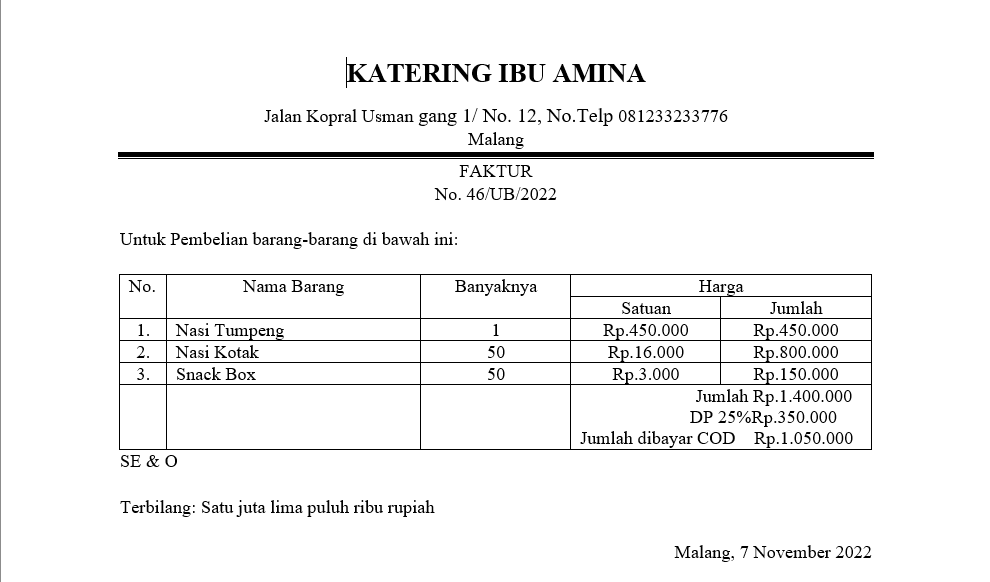 KATERING IBU AMINA
Jalan Kopral Usman gang 1/ No. 12, No.Telp 081233233776
Malang
FAKTUR
No. 46/UB/2022
Untuk Pembelian barang-barang di bawah ini:
No. Nama Barang Banyaknya Harga
Satuan Jumlah
1. Nasi Tumpeng 1 Rp.450.000 Rp.450.000
2. Nasi Kotak 50 Rp.16.000 Rp.800.000
3. Snack Box 50 Rp.3.000 Rp.150.000
Jumlah Rp.1.400.000
DP 25%Rp.350.000
Jumlah dibayar COD Rp.1.050.000
SE & O
Terbilang: Satu juta lima puluh ribu rupiah
Malang, 7 November 2022